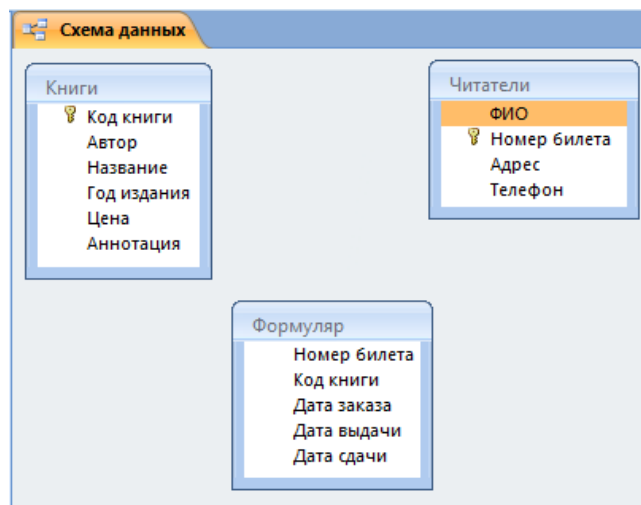 Схема данных
Книги
Код книги
Автор
Название
Год издания
Цена
Аннотация
Читатели
ФИО
Номер билета
Адрес
Телефон
Формуляр
Номер билета
Код книги
Дата заказа
Дата выдачи
Дата сдачи